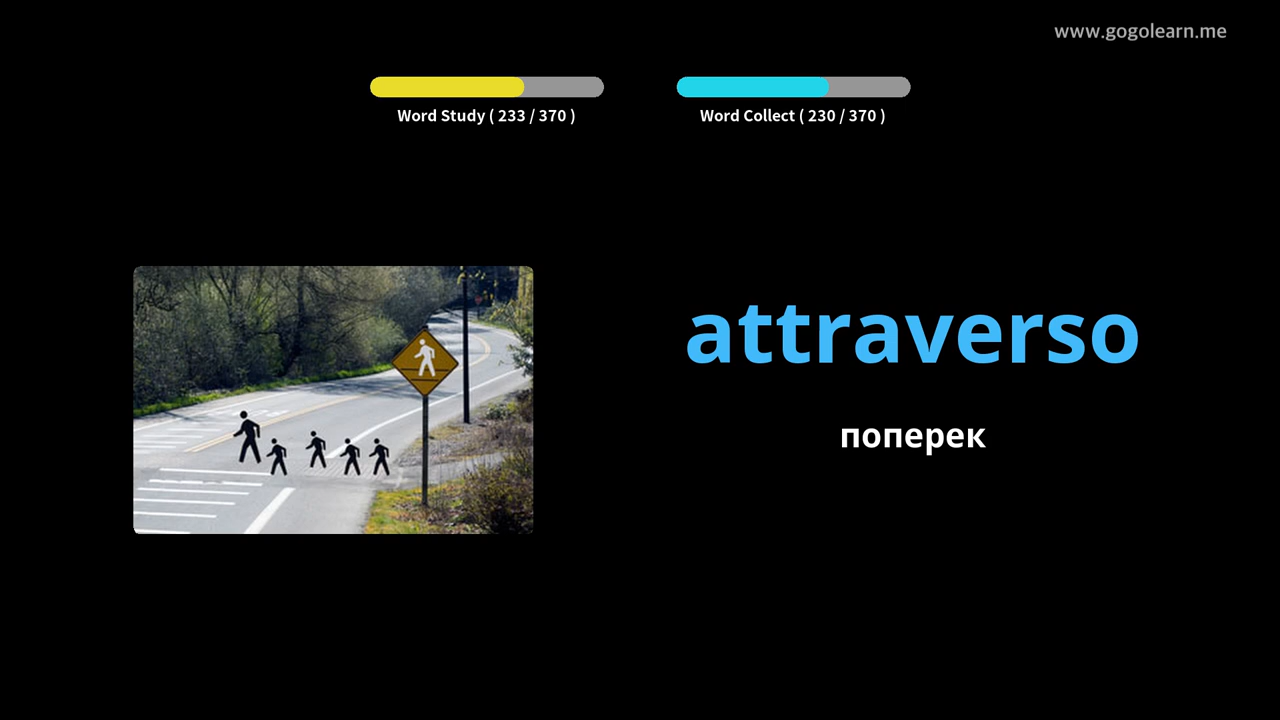 www.gogolearn.me
Word Study ( 233 / 370 )
Word Collect ( 230 / 370 )
attraverso
поперек